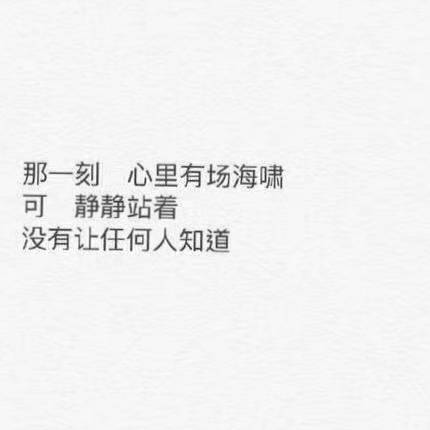 那一刻　心里有场海啸
可　静静站着
没有让任何人知道